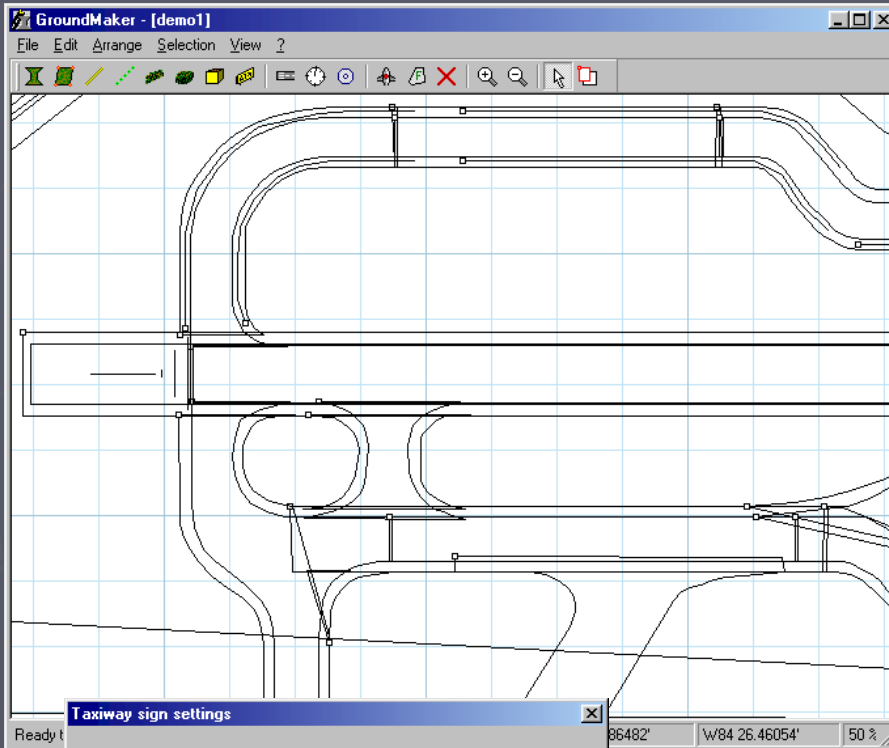 GroundMaker - [demo1]
File Edit Arrange Selection View ?
F
Taxiway sign settings
Ready t
86482' W84 26.46054' 50 %